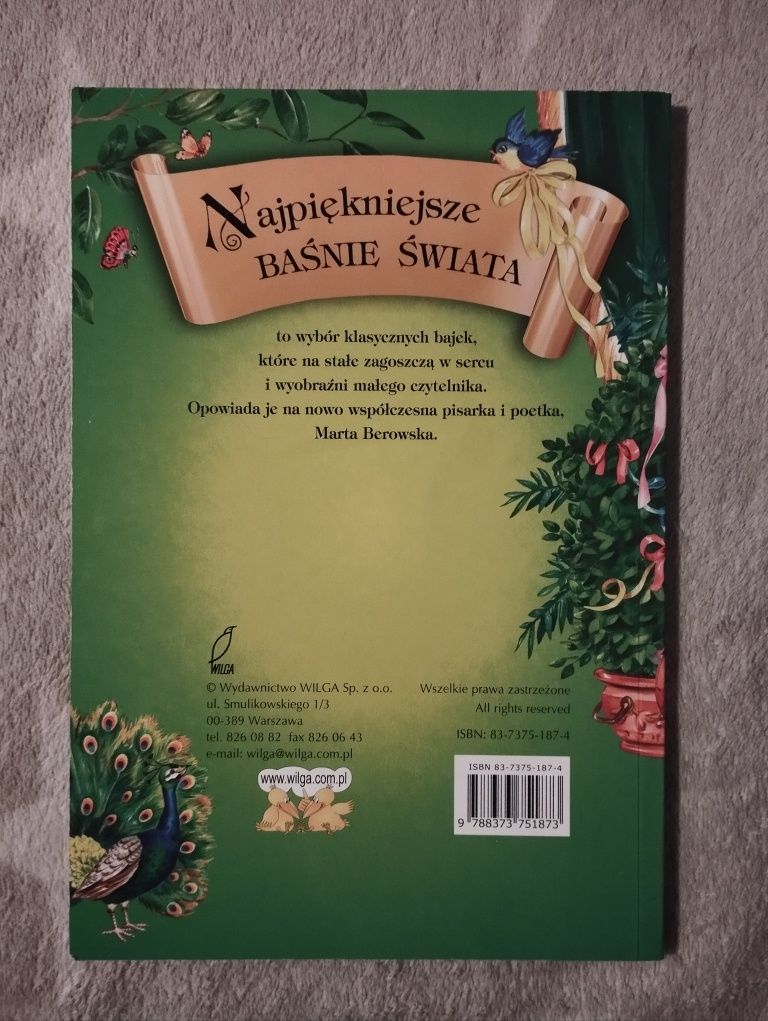 Najpiękniejsze
BAŚNIE ŚWIATA
to wybór klasycznych bajek,
które na stałe zagoszczą w sercu
i wyobraźni małego czytelnika.
Opowiada je na nowo współczesna pisarka i poetka,
Marta Berowska.
WILGA
© Wydawnictwo WILGA Sp. z o.o.
ul. Smulikowskiego 1/3
00-389 Warszawa
tel. 826 08 82 fax 826 06 43
e-mail: wilga@wilga.com.pl
www.wilga.com.pl
Wszelkie prawa zastrzeżone
All rights reserved
ISBN: 83-7375-187-4
ISBN 83-7375-187-4
9 788373 751873